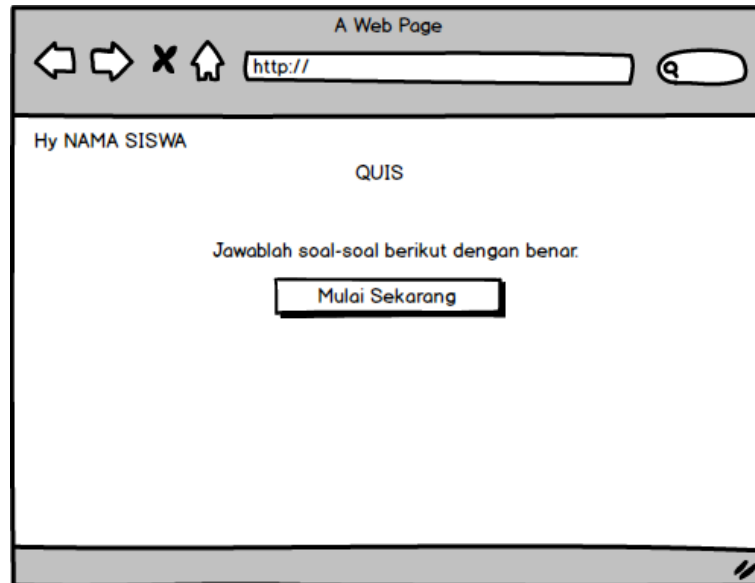 A Web Page
http://
Hy NAMA SISWA
QUIS
Jawablah soal-soal berikut dengan benar.
Mulai Sekarang